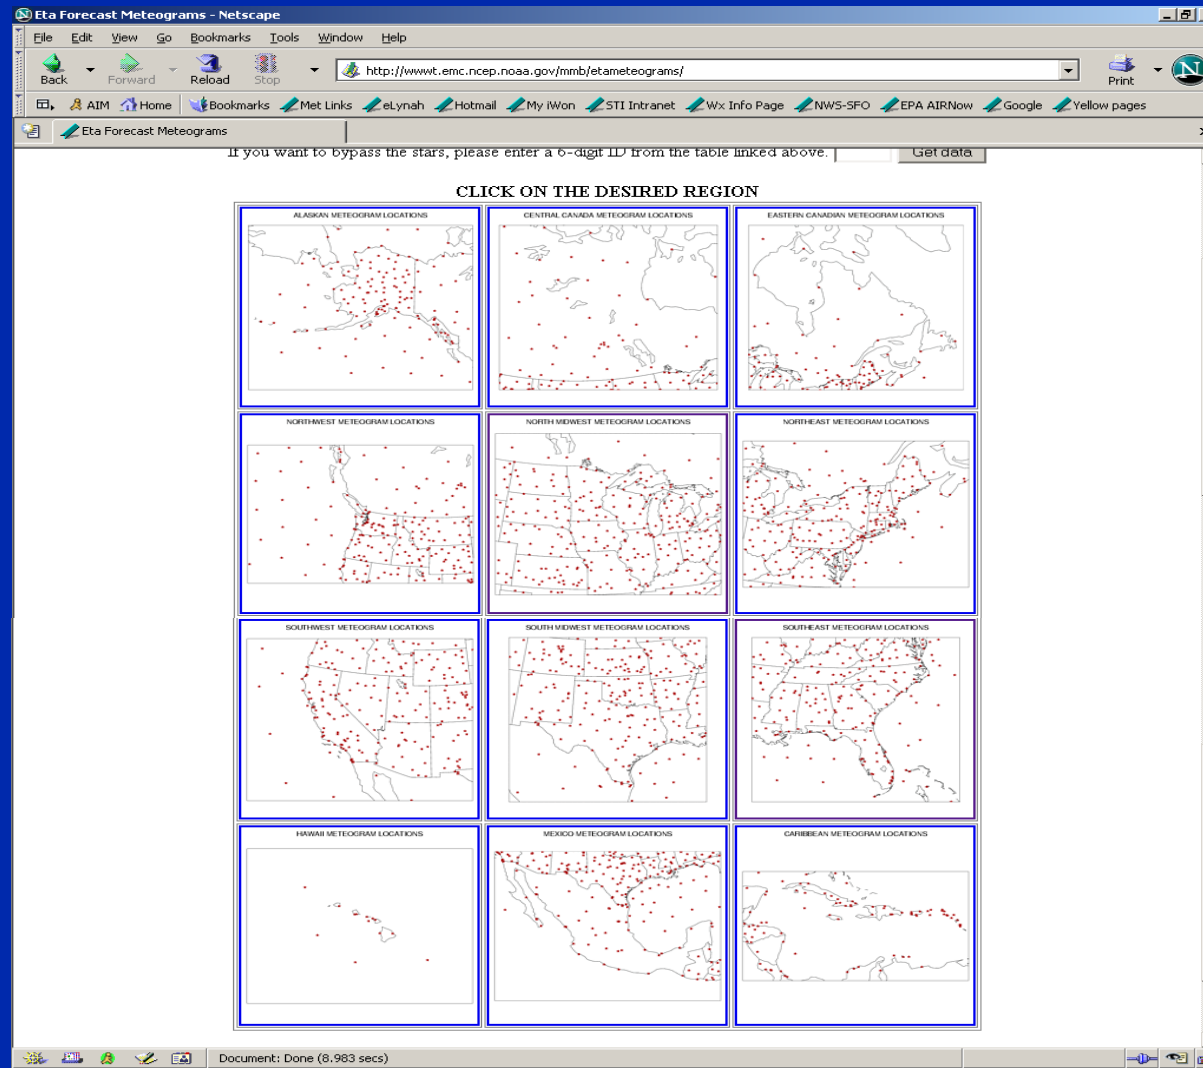 Eta Forecast Meteograms - Netscape
File Edit View Go Bookmarks Tools Window Help
Back Forward Reload Stop http://wwwt.emc.ncep.noaa.gov/mmb/etameteograms/ Print
AIM Home Bookmarks Met Links eLynah Hotmail My iWon STI Intranet Wx Info Page NWS-SFO EPA AIRNow Google Yellow pages
Eta Forecast Meteograms
If you want to bypass the stars, please enter a 6-digit ID from the table linked above. Get data
CLICK ON THE DESIRED REGION
ALASKAN METEOGRAM LOCATIONS CENTRAL CANADA METEOGRAM LOCATIONS EASTERN CANADIAN METEOGRAM LOCATIONS
NORTHWEST METEOGRAM LOCATIONS NORTH MIDWEST METEOGRAM LOCATIONS NORTHEAST METEOGRAM LOCATIONS
SOUTHWEST METEOGRAM LOCATIONS SOUTH MIDWEST METEOGRAM LOCATIONS SOUTHEAST METEOGRAM LOCATIONS
HAWAII METEOGRAM LOCATIONS MEXICO METEOGRAM LOCATIONS CARIBBEAN METEOGRAM LOCATIONS
Document: Done (8.983 secs)